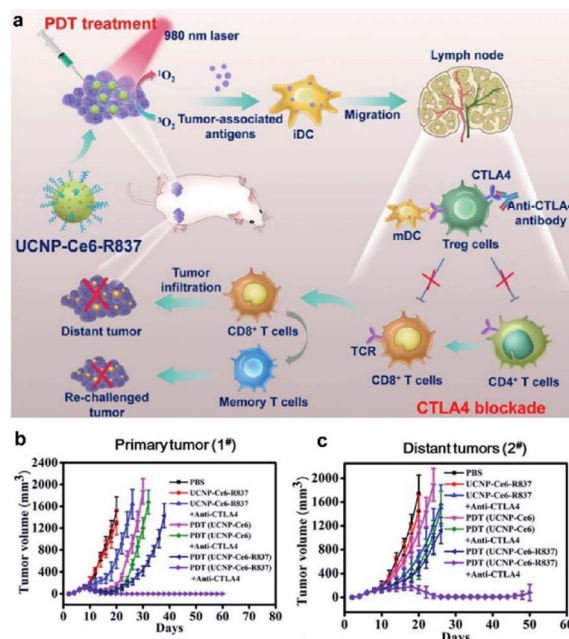 a
PDT treatment
980 nm laser
¹O₂
³O₂
Tumor-associated
antigens
iDC
Migration
Lymph node
UCNP-Ce6-R837
CTLA4
Anti-CTLA4
antibody
mDC
Treg cells
Distant tumor
Tumor
infiltration
CD8⁺ T cells
TCR
CD8⁺ T cells
CD4⁺ T cells
Re-challenged
tumor
Memory T cells
CTLA4 blockade
b
Primary tumor (1#)
Tumor volume (mm³)
2400
2000
1600
1200
800
400
0
PBS
UCNP-Ce6-R837
UCNP-Ce6-R837
+Anti-CTLA4
PDT (UCNP-Ce6)
PDT (UCNP-Ce6)
+Anti-CTLA4
PDT (UCNP-Ce6-R837)
PDT (UCNP-Ce6-R837)
+Anti-CTLA4
0 10 20 30 40 50 60
Days
c
Distant tumors (2#)
Tumor volume (mm³)
2000
1600
1200
800
400
0
PBS
UCNP-Ce6-R837
UCNP-Ce6-R837
+Anti-CTLA4
PDT (UCNP-Ce6)
PDT (UCNP-Ce6)
+Anti-CTLA4
PDT (UCNP-Ce6-R837)
PDT (UCNP-Ce6-R837)
+Anti-CTLA4
0 10 20 30 40 50
Days